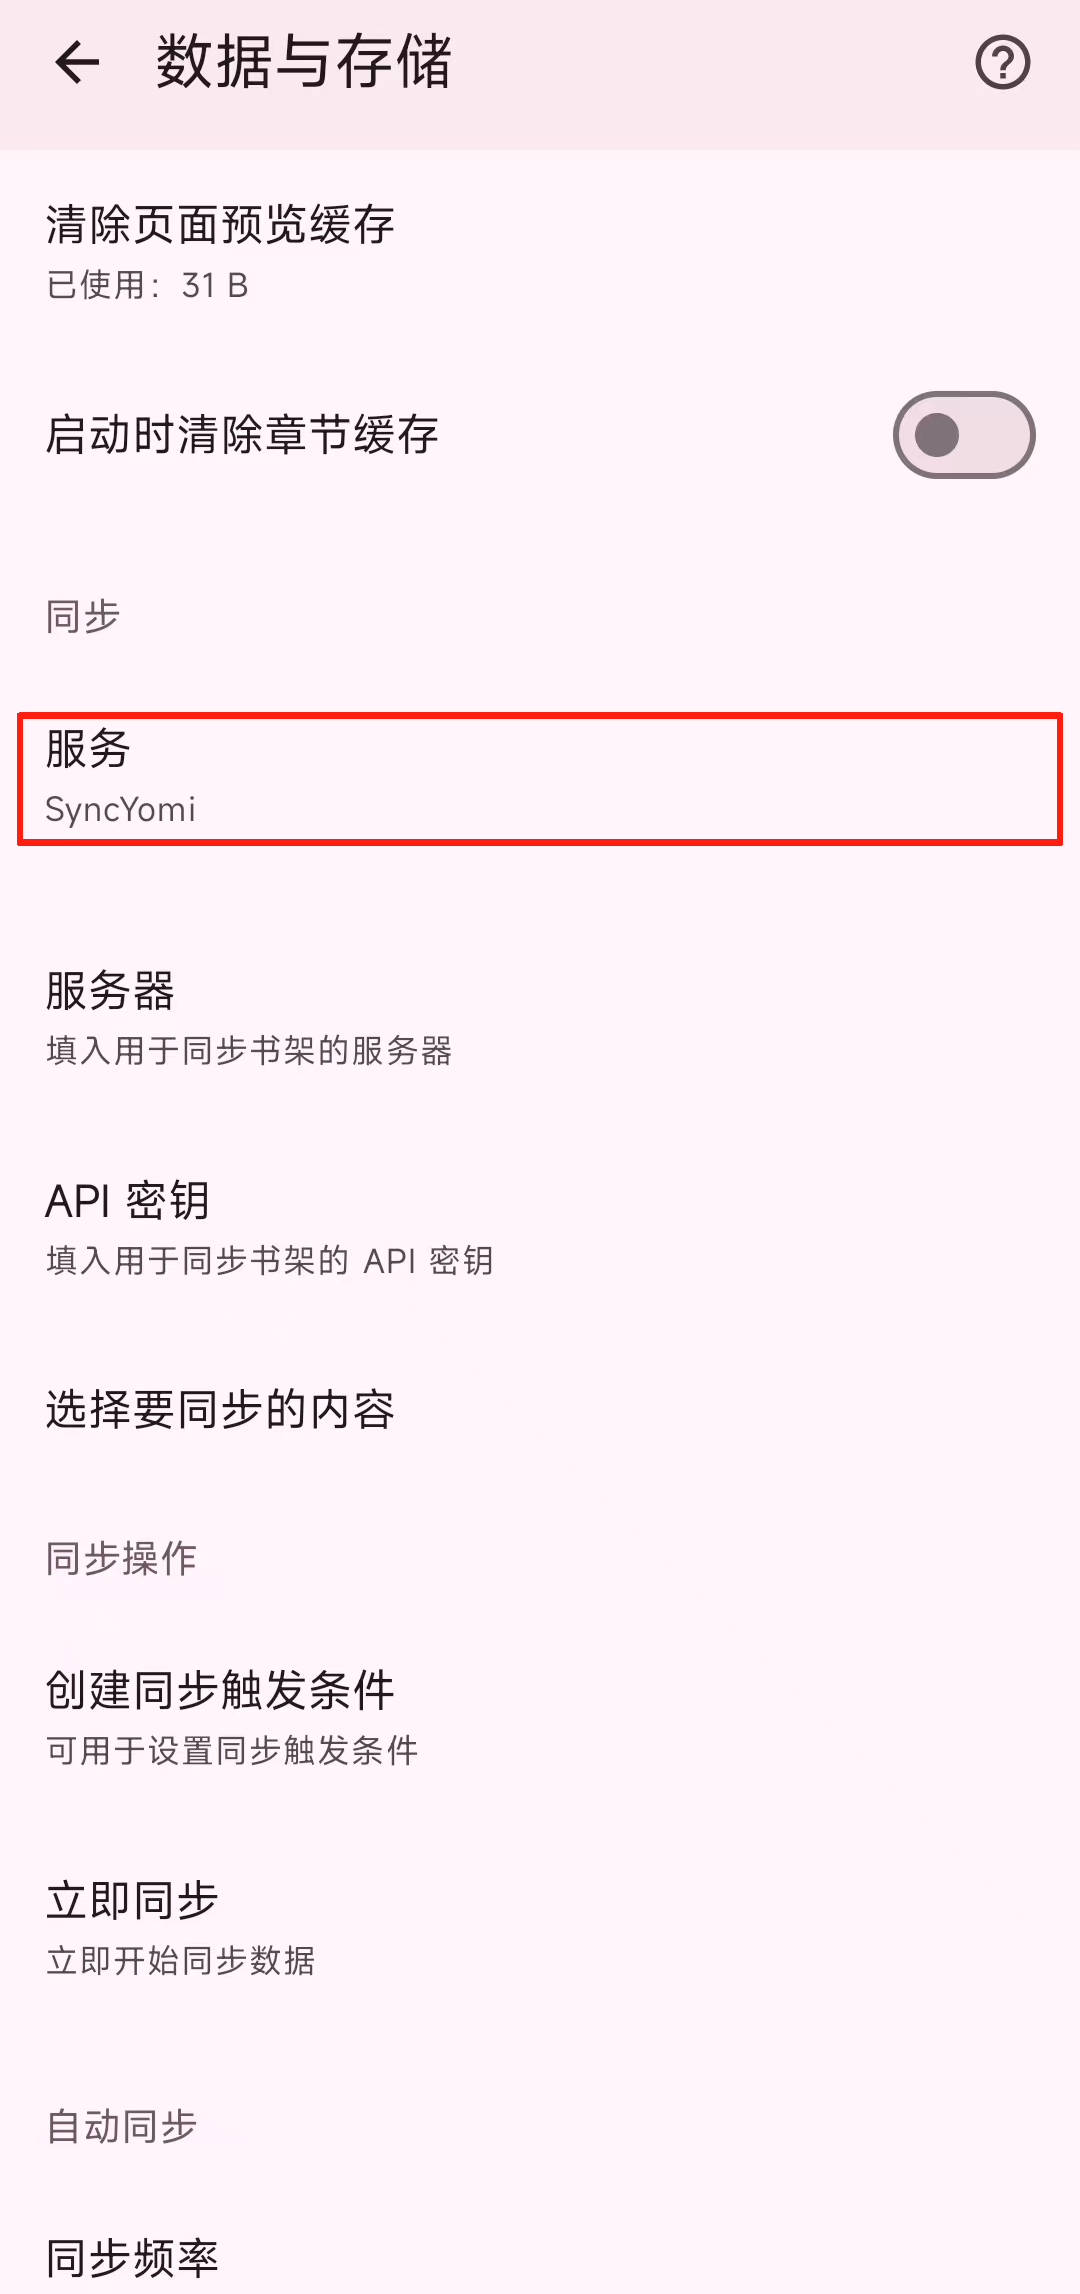 数据与存储
清除页面预览缓存
已使用：31 B
启动时清除章节缓存
同步
服务
SyncYomi
服务器
填入用于同步书架的服务器
API 密钥
填入用于同步书架的 API 密钥
选择要同步的内容
同步操作
创建同步触发条件
可用于设置同步触发条件
立即同步
立即开始同步数据
自动同步
同步频率